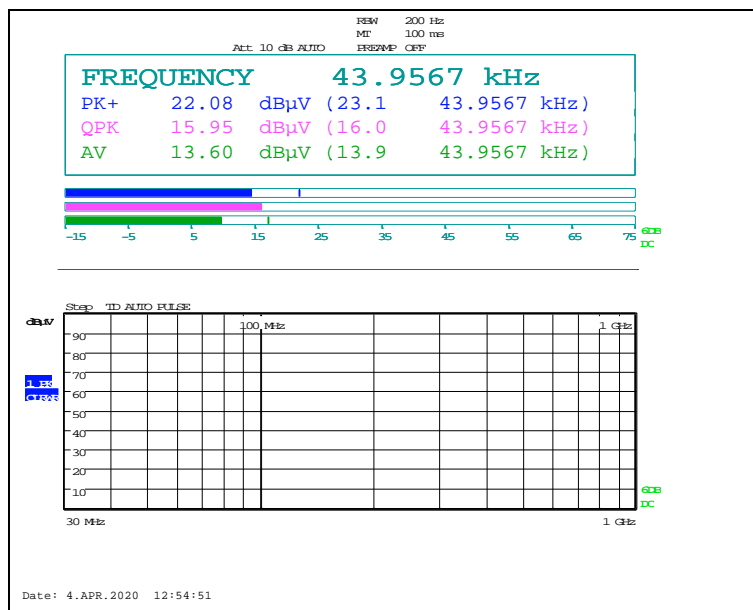 RBW 200 Hz
MT 100 ms
Att 10 dB AUTO PREAMP OFF
FREQUENCY 43.9567 kHz
PK+ 22.08 dBµV (23.1 43.9567 kHz)
QPK 15.95 dBµV (16.0 43.9567 kHz)
AV 13.60 dBµV (13.9 43.9567 kHz)
-15 -5 5 15 25 35 45 55 65 75
6DB
DC
Step TD AUTO PULSE
dBµV
100 MHz 1 GHz
90
80
70
1 PK
CLRWR
60
50
40
30
20
10
6DB
DC
30 MHz 1 GHz
Date: 4.APR.2020 12:54:51